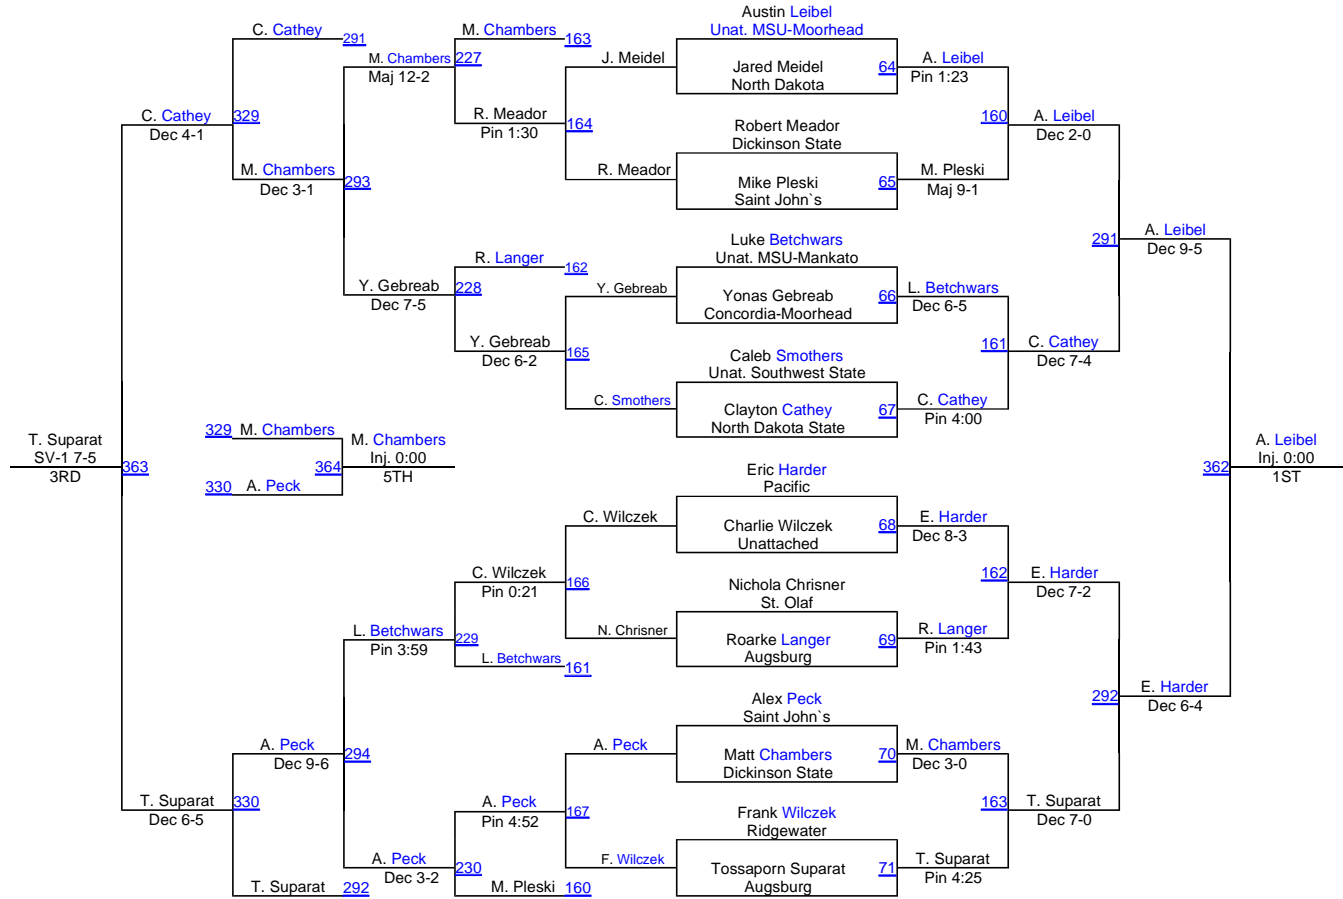 Austin Leibel
C. Cathey
M. Chambers
Unat. MSU-Moorhead
291
163
M. Chambers
227
J. Meidel
Jared Meidel
64
A. Leibel
Maj 12-2
North Dakota
Pin 1:23
C. Cathey
329
R. Meador
164
Robert Meador
160
A. Leibel
Dec 4-1
Pin 1:30
Dickinson State
Dec 2-0
M. Chambers
293
R. Meador
Mike Pleski
65
M. Pleski
Dec 3-1
Saint John`s
Maj 9-1
Luke Betchwars
291
A. Leibel
R. Langer
162
Unat. MSU-Mankato
Dec 9-5
Y. Gebreab
228
Y. Gebreab
Yonas Gebreab
66
L. Betchwars
Dec 7-5
Concordia-Moorhead
Dec 6-5
Y. Gebreab
165
Caleb Smothers
161
C. Cathey
Dec 6-2
Unat. Southwest State
Dec 7-4
C. Smothers
Clayton Cathey
67
C. Cathey
North Dakota State
Pin 4:00
329
M. Chambers
T. Suparat
M. Chambers
A. Leibel
SV-1 7-5
363
364
Inj. 0:00
362
Inj. 0:00
3RD
5TH
1ST
330
A. Peck
Eric Harder
Pacific
C. Wilczek
Charlie Wilczek
68
E. Harder
Unattached
Dec 8-3
C. Wilczek
166
Nichola Chrisner
162
E. Harder
Pin 0:21
St. Olaf
Dec 7-2
L. Betchwars
229
N. Chrisner
Roarke Langer
69
R. Langer
Pin 3:59
Augsburg
Pin 1:43
L. Betchwars
161
Alex Peck
292
E. Harder
Saint John`s
Dec 6-4
A. Peck
294
A. Peck
Matt Chambers
70
M. Chambers
Dec 9-6
Dickinson State
Dec 3-0
T. Suparat
330
A. Peck
167
Frank Wilczek
163
T. Suparat
Dec 6-5
Pin 4:52
Ridgewater
Dec 7-0
A. Peck
230
F. Wilczek
Tossaporn Suparat
71
T. Suparat
Dec 3-2
Augsburg
Pin 4:25
T. Suparat
292
M. Pleski
160